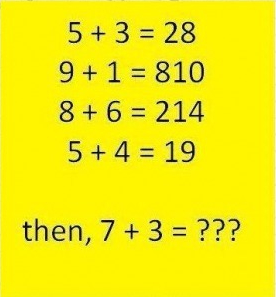 5 + 3 = 28
9 + 1 = 810
8 + 6 = 214
5 + 4 = 19
then, 7 + 3 = ???